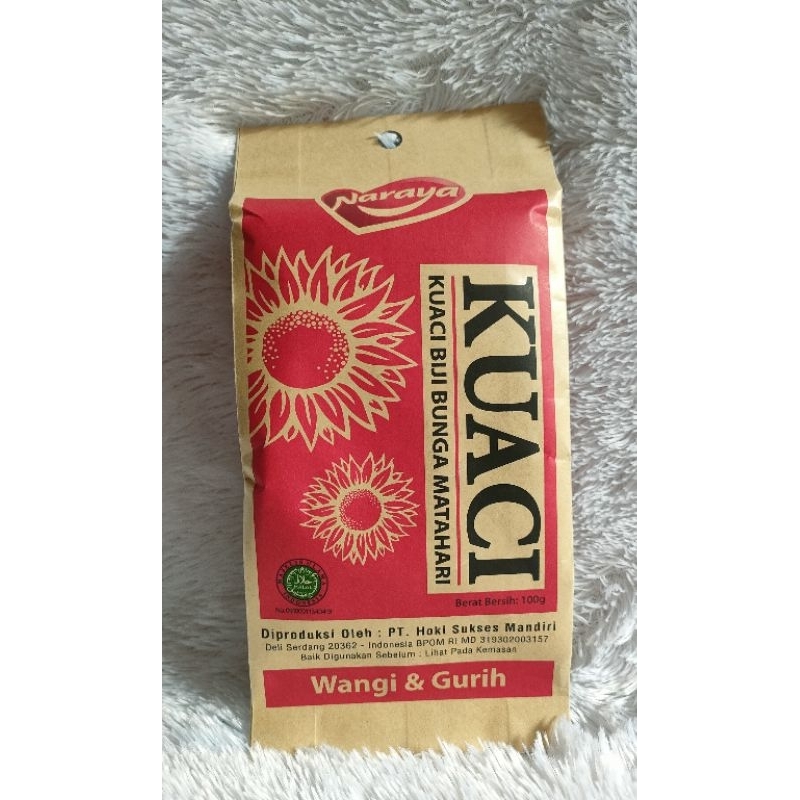 Naraya
KUACI
KUACI BIJI BUNGA MATAHARI
Berat Bersih: 100g
حلال
Diproduksi Oleh : PT. Hoki Sukses Mandiri
Deli Serdang 20362 - Indonesia BPOM RI MD 319302003157
Baik Digunakan Sebelum : Lihat Pada Kemasan
Wangi & Gurih